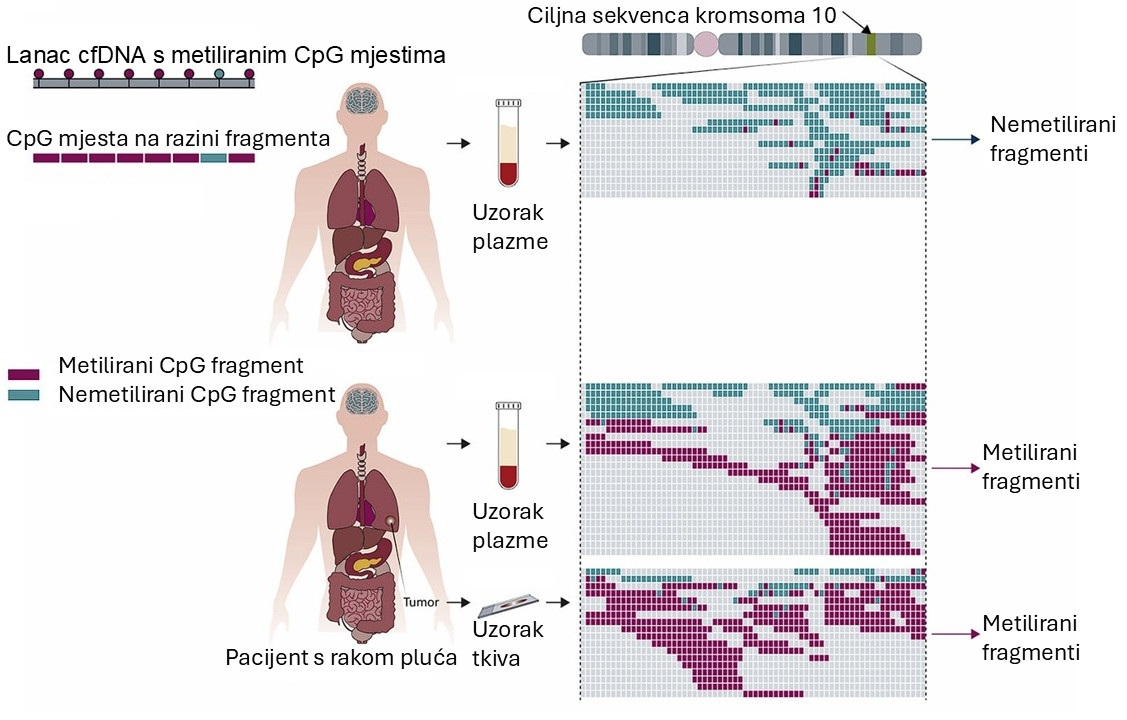 Ciljna sekvenca kromsoma 10
Lanac cfDNA s metiliranim CpG mjestima
CpG mjesta na razini fragmenta
Uzorak
plazme
Nemetilirani
fragmenti
Metilirani CpG fragment
Nemetilirani CpG fragment
Uzorak
plazme
Metilirani
fragmenti
Tumor
Uzorak
tkiva
Metilirani
fragmenti
Pacijent s rakom pluća